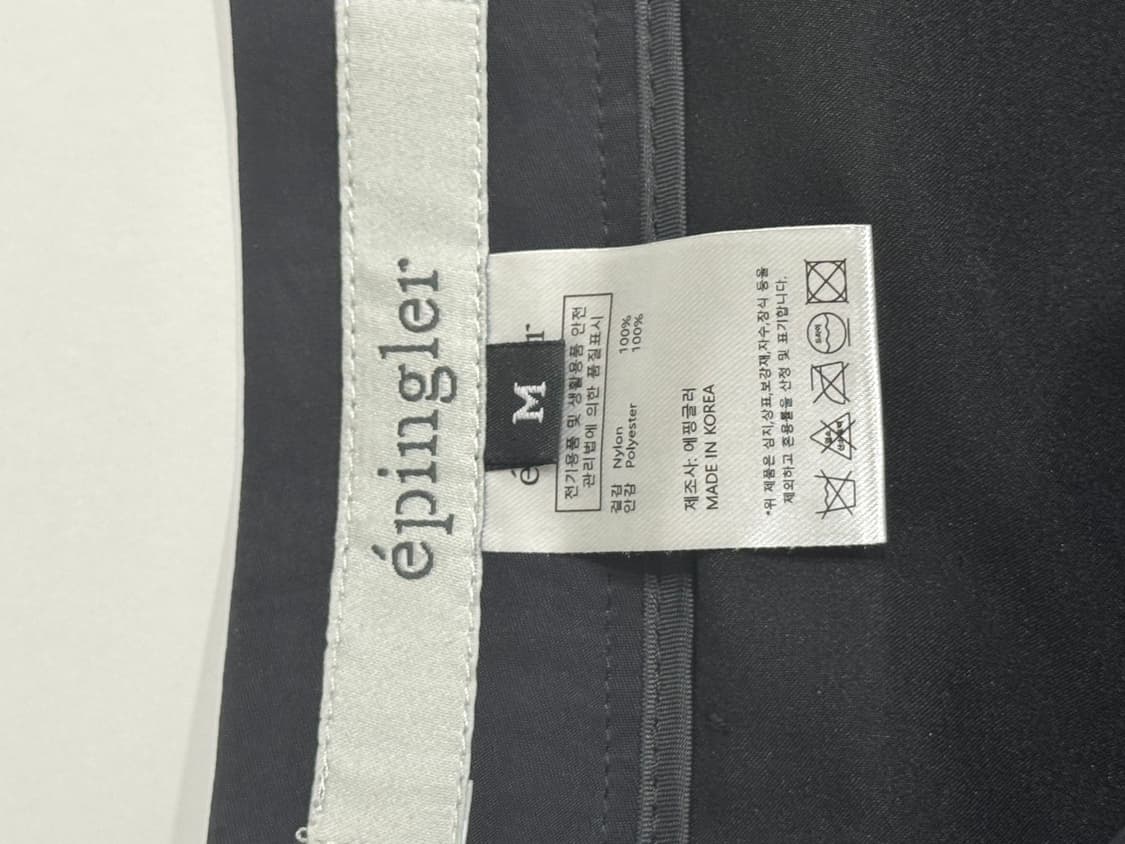 épingler
M
é r
전기용품 및 생활용품 안전
관리법에 의한 품질표시
겉감 Nylon 100%
안감 Polyester 100%
제조사: 에핑글러
MADE IN KOREA
*위 제품은 심지,상표,보강재,자수,장식 등을
제외하고 혼용률을 산정 및 표기합니다.